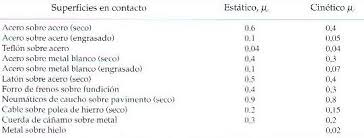 Superficies en contacto Estático, μ Cinético μ
Acero sobre acero (seco) 0,6 0,4
Acero sobre acero (engrasado) 0,1 0,05
Teflón sobre acero 0,04 0,04
Acero sobre metal blanco (seco) 0,4 0,3
Acero sobre metal blanco (engrasado) 0,1 0,07
Latón sobre acero (seco) 0,5 0,4
Forro de frenos sobre fundición 0,4 0,3
Neumáticos de caucho sobre pavimento (seco) 0,9 0,8
Cable sobre polea de hierro (seco) 0,2 0,15
Cuerda de cáñamo sobre metal 0,3 0,2
Metal sobre hielo 0,02